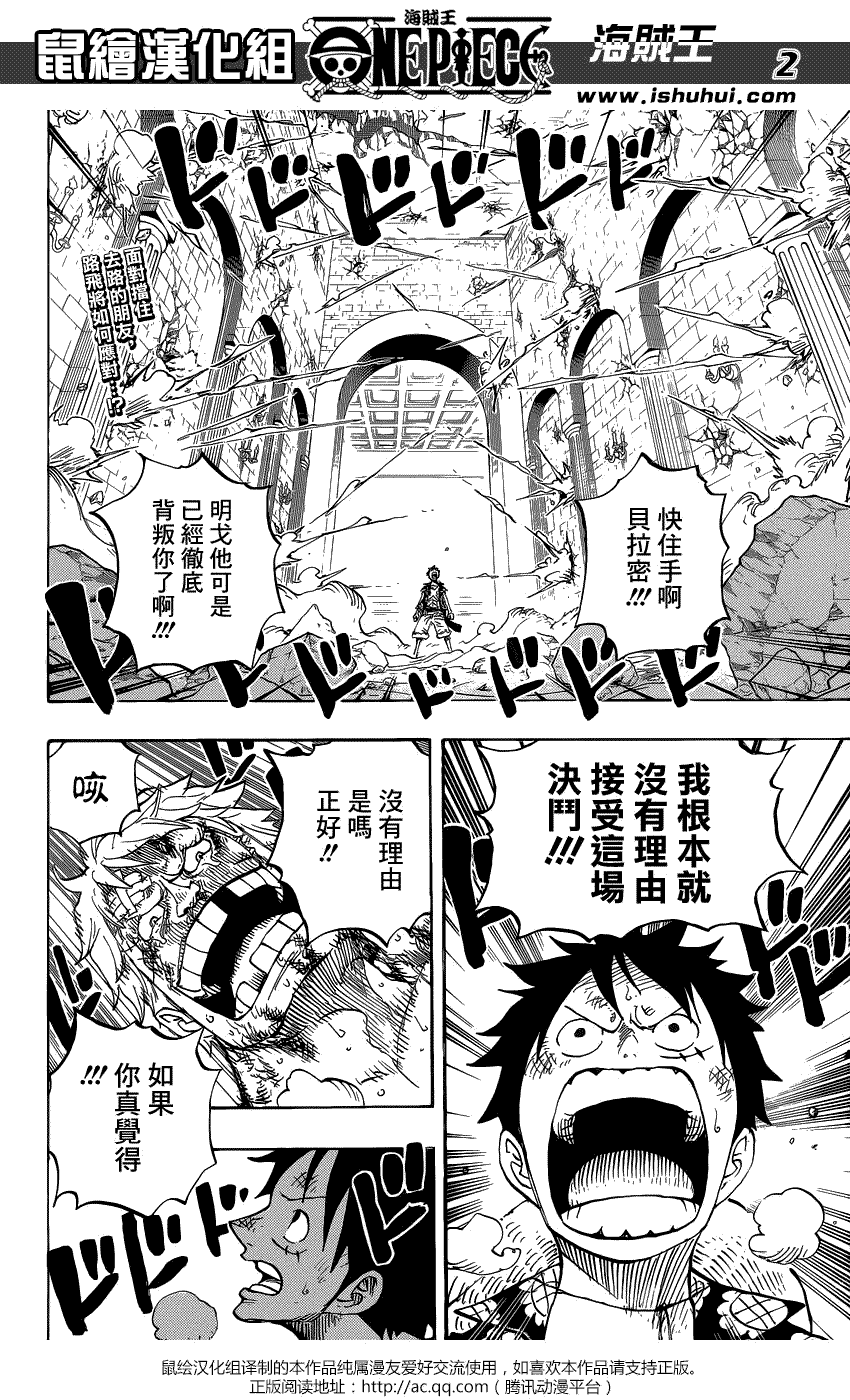 鼠繪漢化組
海賊王
ONE PIECE
海賊王
2
www.ishuhui.com
ドドドドドド
面對擋住
去路的朋友,
路飛將如何應對…!?
快住手啊
貝拉密!!!
明戈他可是
已經徹底
背叛你了啊!!!
ドドドドドドド
我根本就
沒有理由
接受這場
決鬥!!!
ドド
沒有理由
是嗎
正好!!
咳
如果
你真覺得
!!!
ドドド
鼠绘汉化组译制的本作品纯属漫友爱好交流使用，如喜欢本作品请支持正版。
正版阅读地址：http://ac.qq.com（腾讯动漫平台）